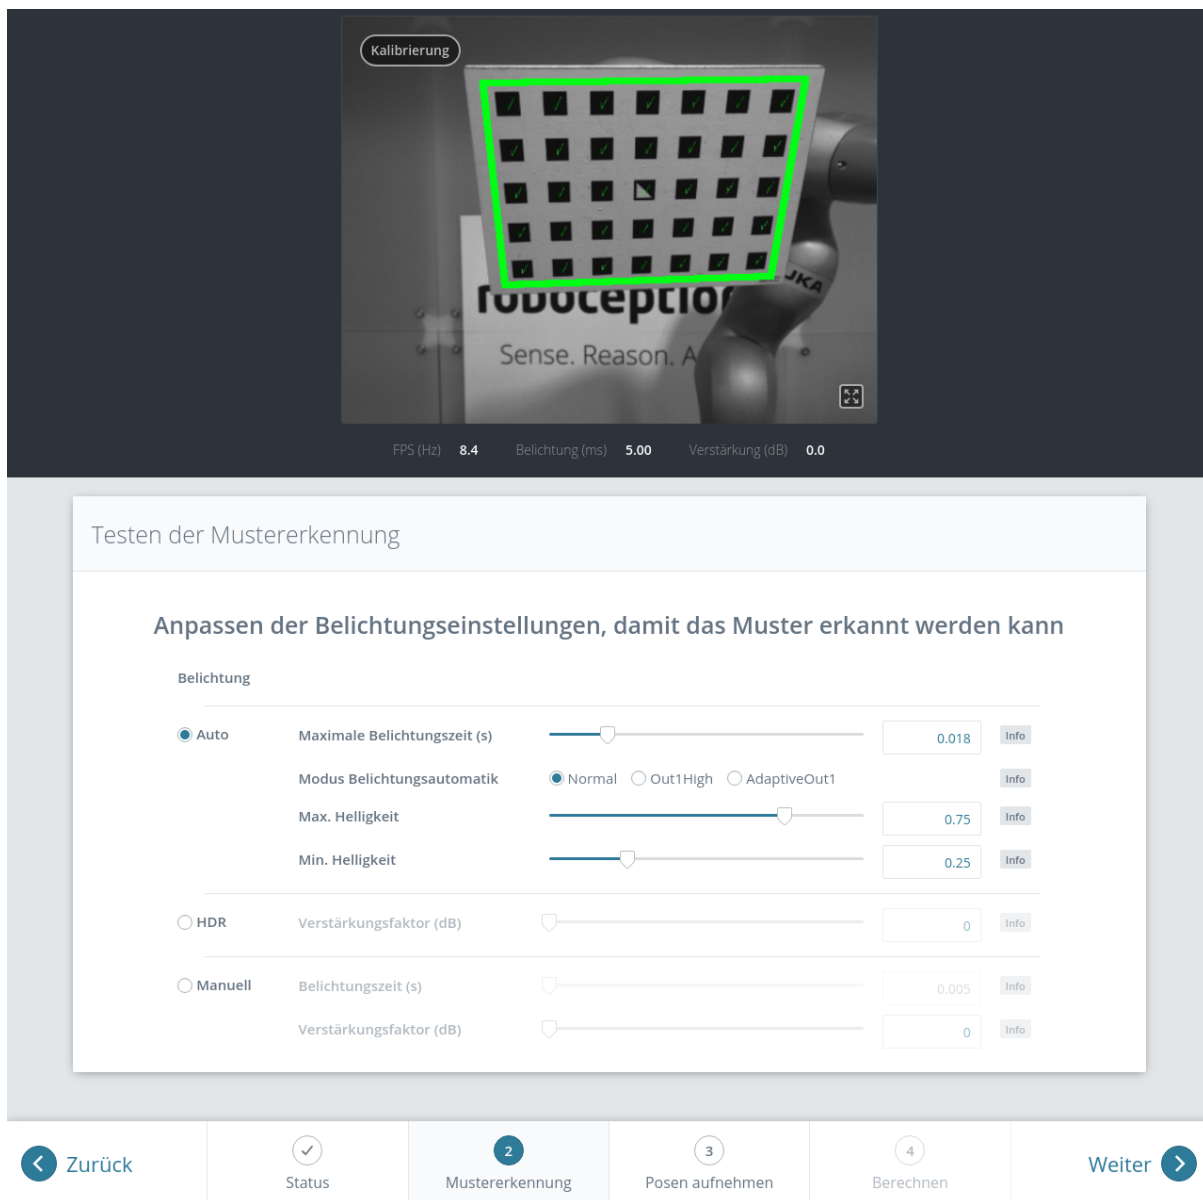 Kalibrierung
roboception
Sense. Reason. A
FPS (Hz) 8.4 Belichtung (ms) 5.00 Verstärkung (dB) 0.0
Testen der Mustererkennung
Anpassen der Belichtungseinstellungen, damit das Muster erkannt werden kann
Belichtung
Auto Maximale Belichtungszeit (s) 0.018 Info
Modus Belichtungsautomatik Normal Out1High AdaptiveOut1 Info
Max. Helligkeit 0.75 Info
Min. Helligkeit 0.25 Info
HDR Verstärkungsfaktor (dB) 0 Info
Manuell Belichtungszeit (s) 0.005 Info
Verstärkungsfaktor (dB) 0 Info
Zurück
Status
2 Mustererkennung
3 Posen aufnehmen
4 Berechnen
Weiter